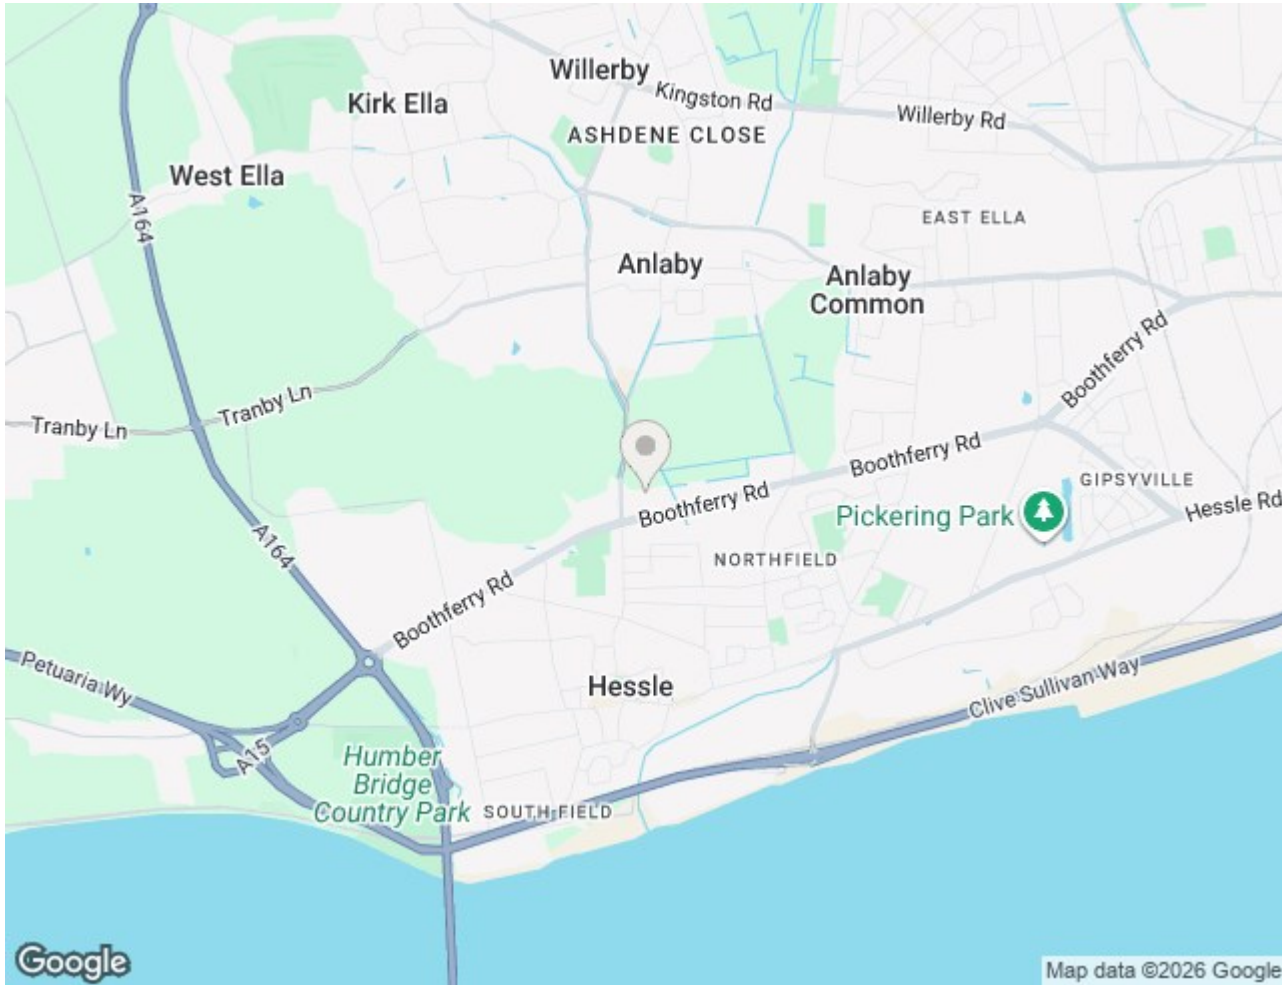 Willerby
Kingston Rd
Kirk Ella
Willerby Rd
ASHDENE CLOSE
West Ella
A164
EAST ELLA
Anlaby
Anlaby
Common
Boothferry Rd
Tranby Ln
Tranby Ln
Boothferry Rd
GIPSYVILLE
Boothferry Rd
Hessle Rd
Pickering Park
A164
NORTHFIELD
Boothferry Rd
Petuaria Wy
Hessle
Clive Sullivan Way
A15
Humber
Bridge
Country Park
SOUTH FIELD
Google
Map data ©2026 Google